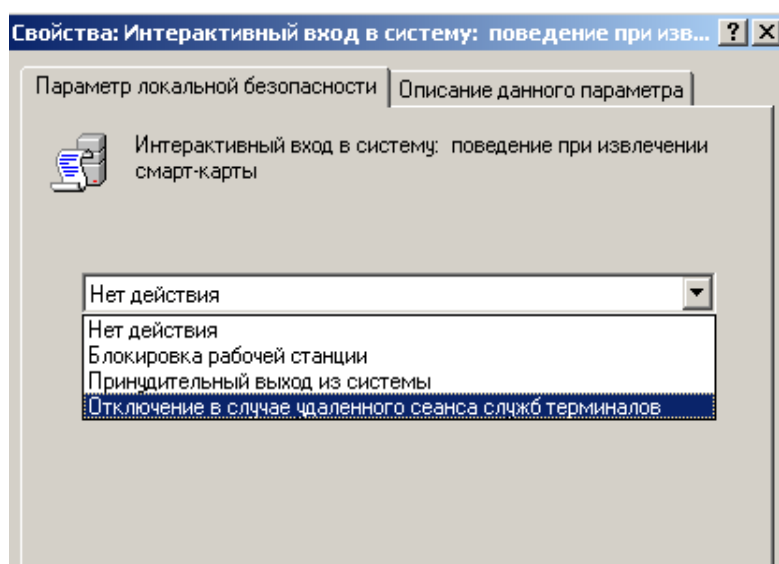 Свойства: Интерактивный вход в систему: поведение при изв...
Параметр локальной безопасности
Описание данного параметра
Интерактивный вход в систему: поведение при извлечении
смарт-карты
Нет действия
Нет действия
Блокировка рабочей станции
Принудительный выход из системы
Отключение в случае удаленного сеанса служб терминалов